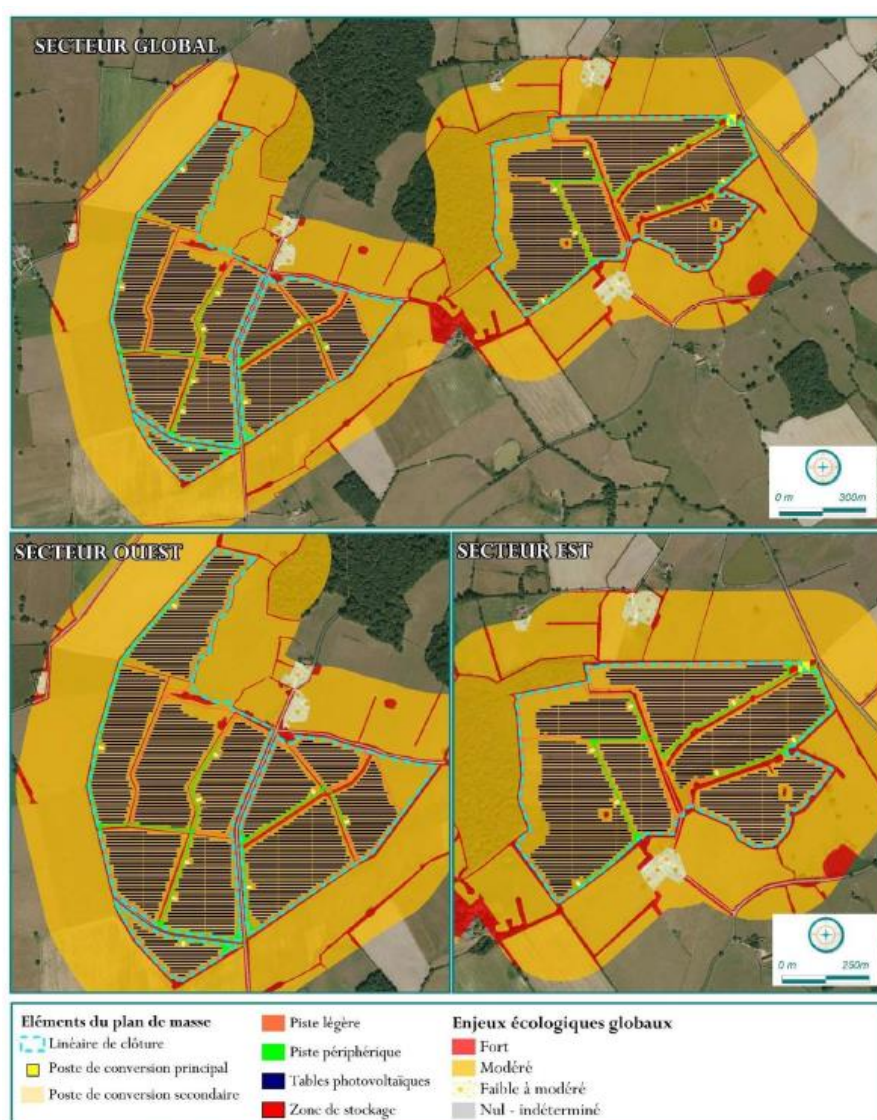 SECTEUR GLOBAL
0 m 300m
SECTEUR OUEST
SECTEUR EST
0 m 250m
Eléments du plan de masse
Linéaire de clôture
Poste de conversion principal
Poste de conversion secondaire
Piste légère
Piste périphérique
Tables photovoltaïques
Zone de stockage
Enjeux écologiques globaux
Fort
Modéré
Faible à modéré
Nul - indéterminé